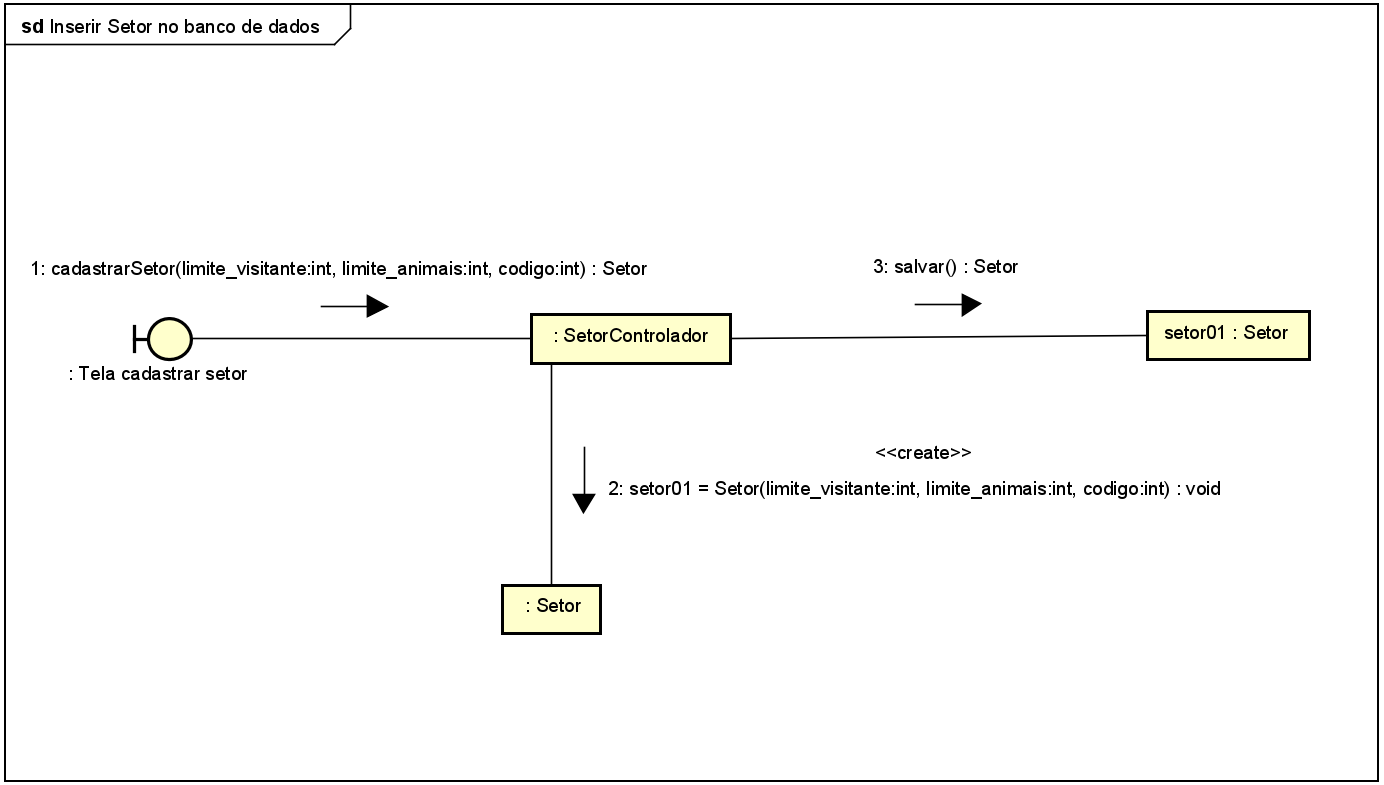 sd Inserir Setor no banco de dados
1: cadastrarSetor(limite_visitante:int, limite_animais:int, codigo:int) : Setor
3: salvar() : Setor
: SetorControlador
setor01 : Setor
: Tela cadastrar setor
<<create>>
2: setor01 = Setor(limite_visitante:int, limite_animais:int, codigo:int) : void
: Setor